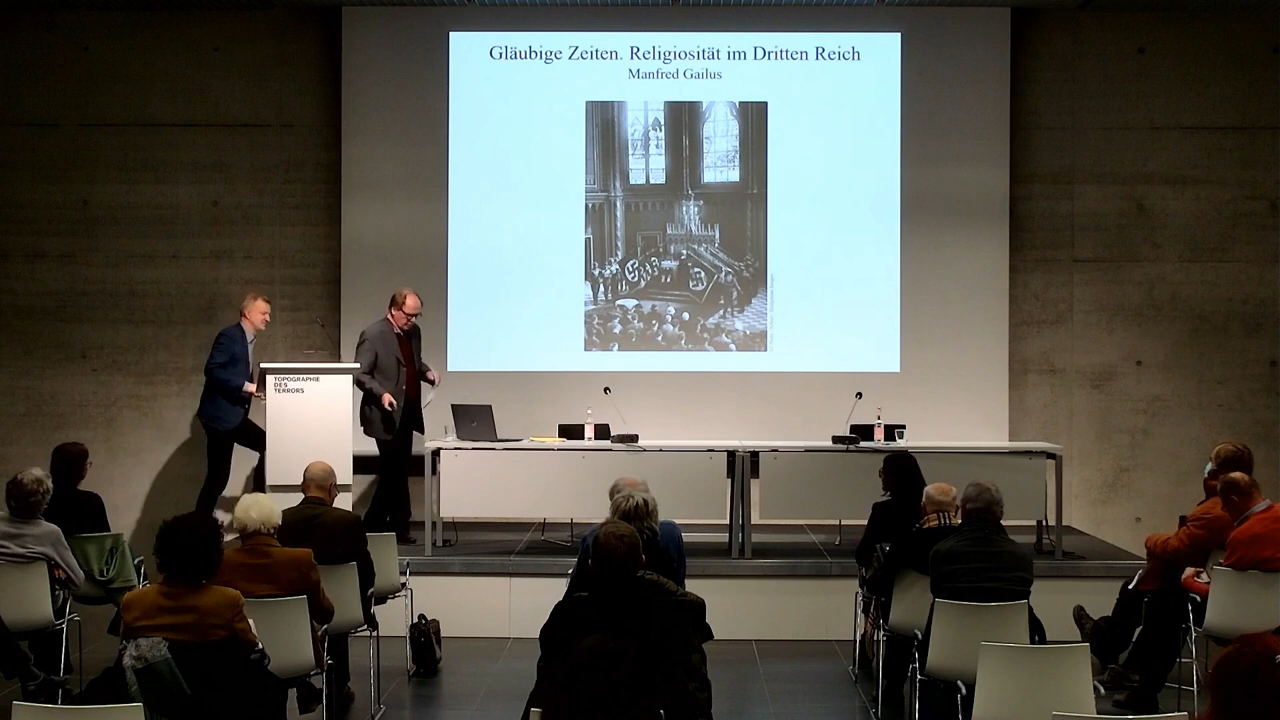 Gläubige Zeiten. Religiosität im Dritten Reich
Manfred Gailus
TOPOGRAPHIE
DES
TERRORS